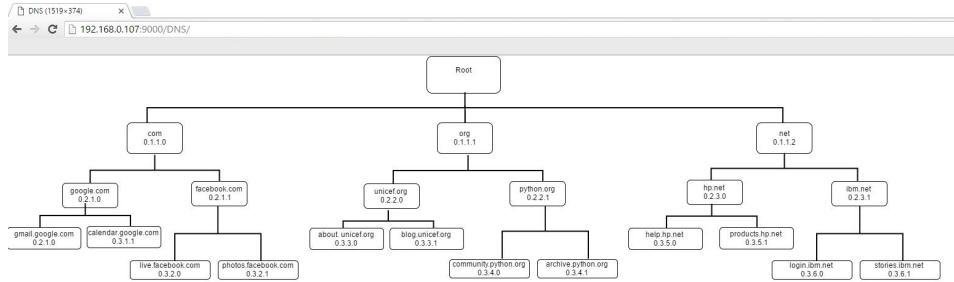 DNS (1519×374)
192.168.0.107:9000/DNS/
Root
com
0.1.1.0
org
0.1.1.1
net
0.1.1.2
google.com
0.2.1.0
facebook.com
0.2.1.1
unicef.org
0.2.2.0
python.org
0.2.2.1
hp.net
0.2.3.0
ibm.net
0.2.3.1
gmail.google.com
0.2.1.0
calendar.google.com
0.3.1.1
about. unicef.org
0.3.3.0
blog.unicef.org
0.3.3.1
help.hp.net
0.3.5.0
products.hp.net
0.3.5.1
live.facebook.com
0.3.2.0
photos.facebook.com
0.3.2.1
community.python.org
0.3.4.0
archive.python.org
0.3.4.1
login.ibm.net
0.3.6.0
stories.ibm.net
0.3.6.1